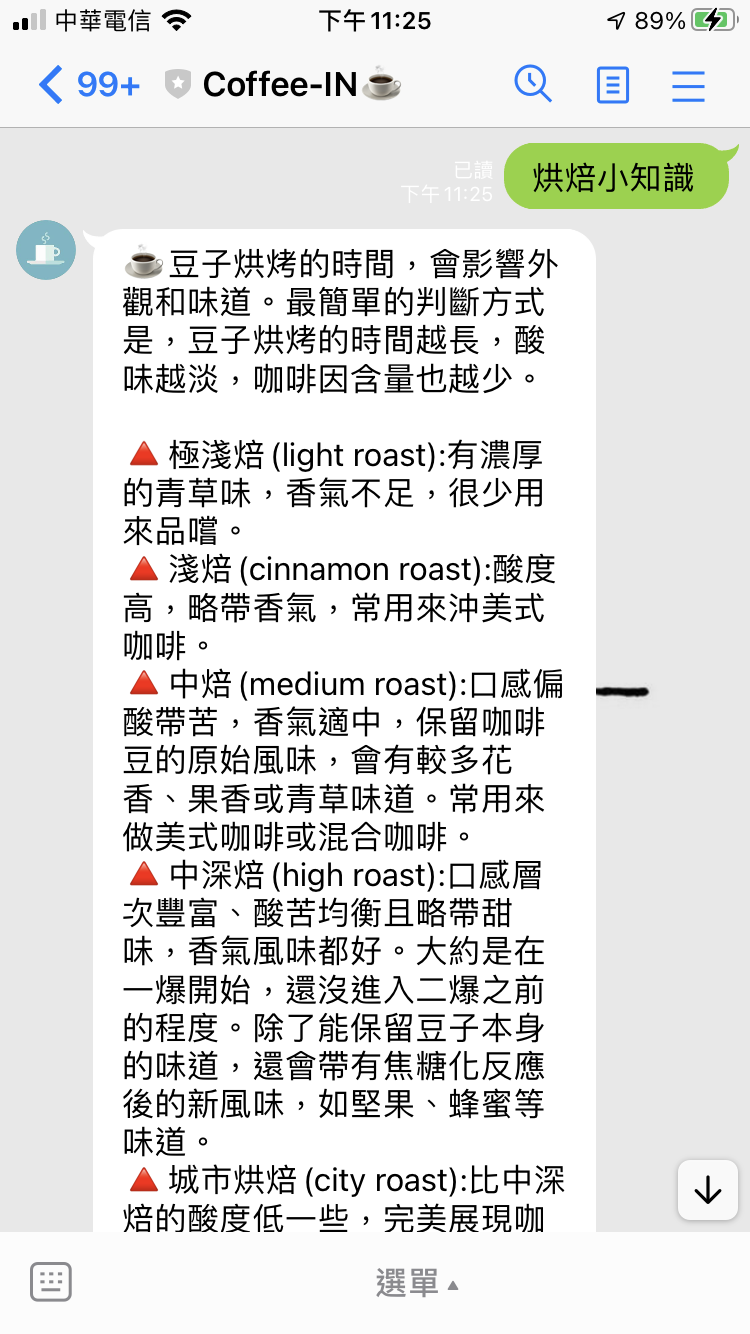 中華電信 下午11:25 89%
99+ Coffee-IN☕
已讀
下午11:25
烘焙小知識
☕豆子烘烤的時間，會影響外
觀和味道。最簡單的判斷方式
是，豆子烘烤的時間越長，酸
味越淡，咖啡因含量也越少。
🔺極淺焙(light roast):有濃厚
的青草味，香氣不足，很少用
來品嚐。
🔺淺焙(cinnamon roast):酸度
高，略帶香氣，常用來沖美式
咖啡。
🔺中焙(medium roast):口感偏
酸帶苦，香氣適中，保留咖啡
豆的原始風味，會有較多花
香、果香或青草味道。常用來
做美式咖啡或混合咖啡。
🔺中深焙(high roast):口感層
次豐富、酸苦均衡且略帶甜
味，香氣風味都好。大約是在
一爆開始，還沒進入二爆之前
的程度。除了能保留豆子本身
的味道，還會帶有焦糖化反應
後的新風味，如堅果、蜂蜜等
味道。
🔺城市烘焙(city roast):比中深
焙的酸度低一些，完美展現咖
選單▲